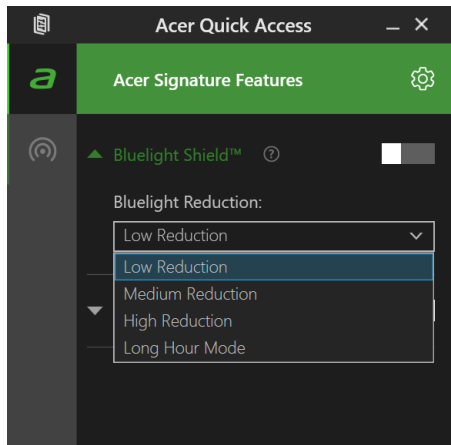 Acer Quick Access
a
Acer Signature Features
Bluelight Shield™ ?
Bluelight Reduction:
Low Reduction
Low Reduction
Medium Reduction
High Reduction
Long Hour Mode